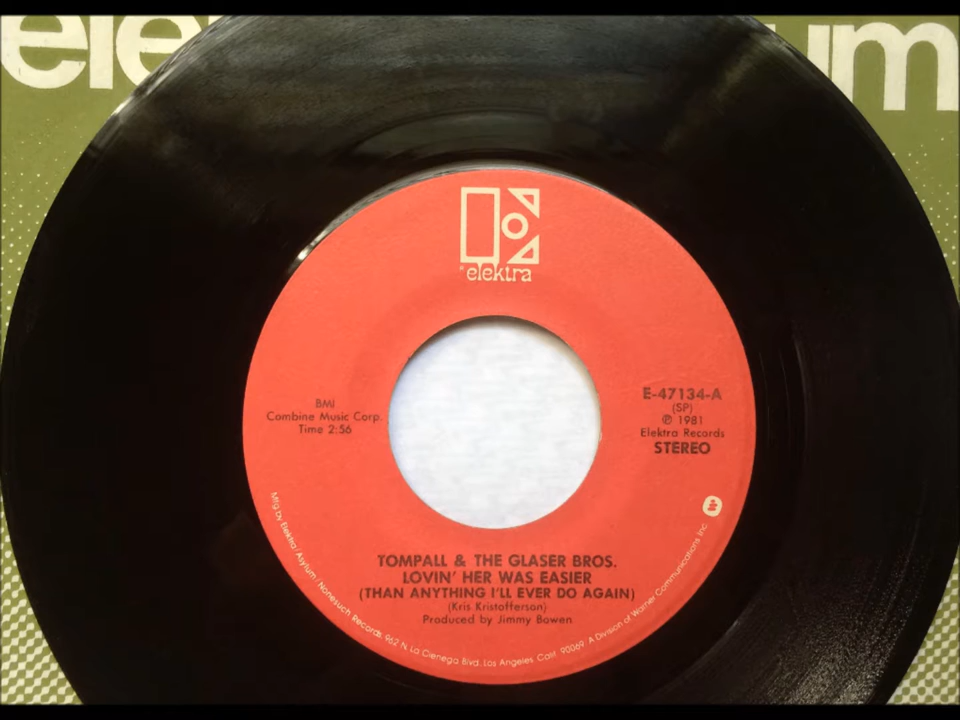 ele
um
elektra
BMI
Combine Music Corp.
Time 2:56
E-47134-A
(SP)
℗ 1981
Elektra Records
STEREO
TOMPALL & THE GLASER BROS.
LOVIN' HER WAS EASIER
(THAN ANYTHING I'LL EVER DO AGAIN)
(Kris Kristofferson)
Produced by Jimmy Bowen
Mfg by Elektra/Asylum/Nonesuch Records, 962 N. La Cienega Blvd. Los Angeles, Calif. 90069 A Division of Warner Communications Inc.